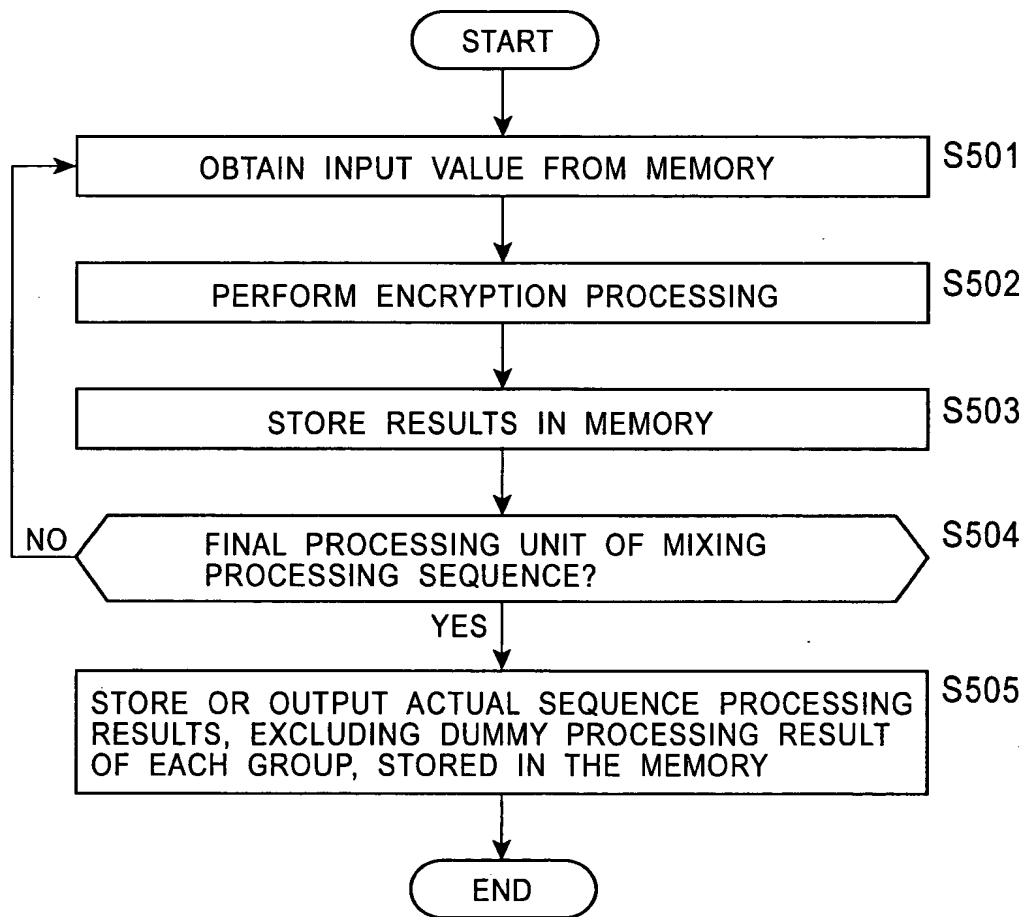 START
OBTAIN INPUT VALUE FROM MEMORY
S501
PERFORM ENCRYPTION PROCESSING
S502
STORE RESULTS IN MEMORY
S503
NO
FINAL PROCESSING UNIT OF MIXING
PROCESSING SEQUENCE?
S504
YES
STORE OR OUTPUT ACTUAL SEQUENCE PROCESSING
RESULTS, EXCLUDING DUMMY PROCESSING RESULT
OF EACH GROUP, STORED IN THE MEMORY
S505
END